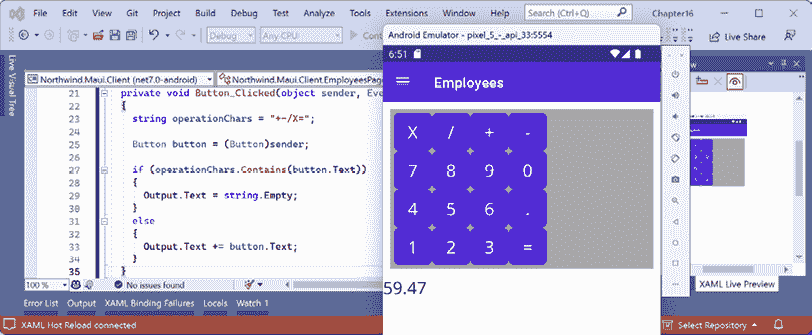 File Edit View Git Project Build Debug Test Analyze Tools Extensions Window Help Search (Ctrl+Q) Chapter16
Debug Any CPU Live Share
Android Emulator - pixel_5_-_api_33:5554
Live Visual Tree
Northwind.Maui.Client (net7.0-android) Northwind.Maui.Client.EmployeesPag
21 private void Button_Clicked(object sender, Eve
22 {
23 string operationChars = "+-/X=";
24
25 Button button = (Button)sender;
26
27 if (operationChars.Contains(button.Text))
28 {
29 Output.Text = string.Empty;
30 }
31 else
32 {
33 Output.Text += button.Text;
34 }
35 }
100 % No issues found
Error List Output XAML Binding Failures Locals Watch 1
XAML Hot Reload connected
6:51
Employees
X / + -
7 8 9 0
4 5 6 .
1 2 3 =
59.47
XAML Live Preview
Select Repository